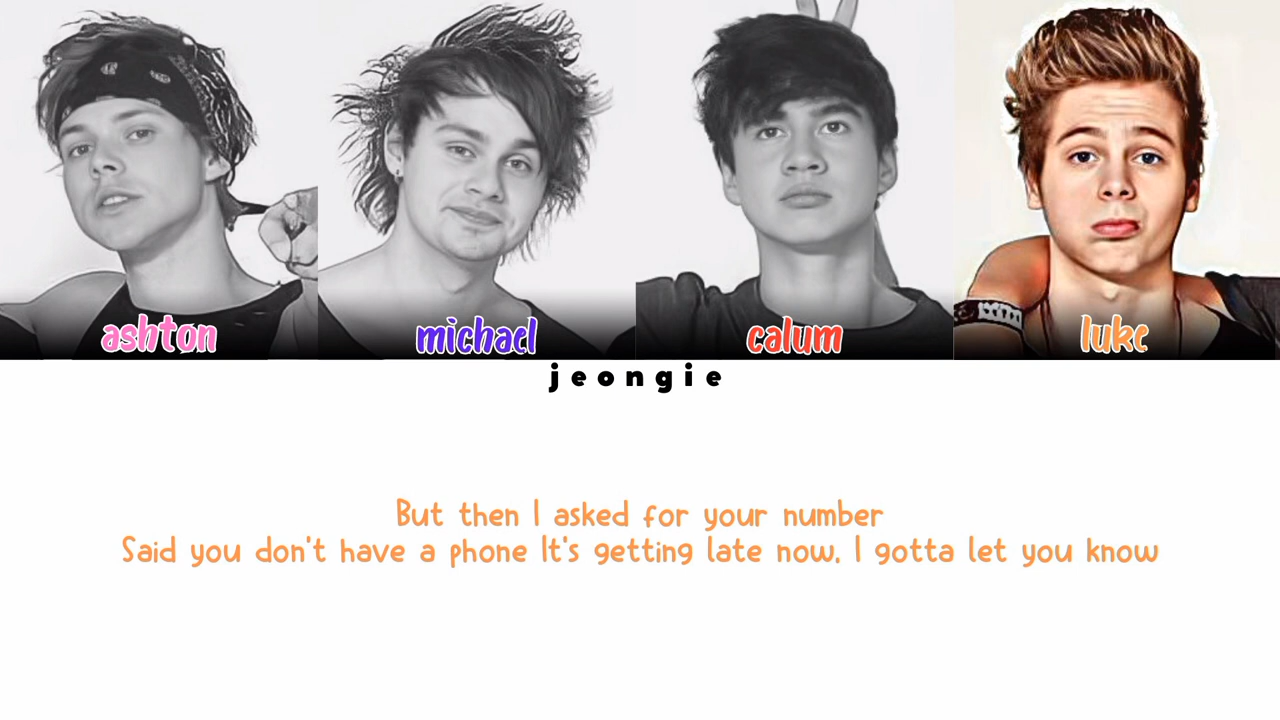 ashton
michael
calum
luke
jeongie
But then I asked for your number
Said you don't have a phone It's getting late now, I gotta let you know